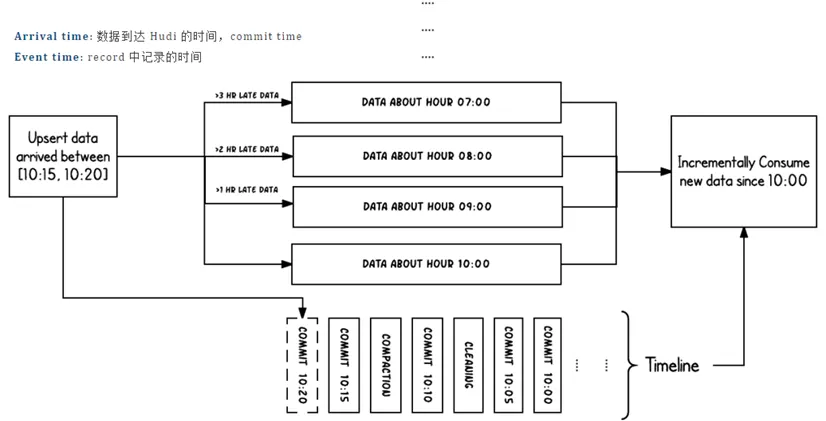 ....
Arrival time: 数据到达 Hudi 的时间，commit time
....
Event time: record 中记录的时间
....
>3 HR LATE DATA
DATA ABOUT HOUR 07:00
Upsert data
arrived between
[10:15, 10:20]
>2 HR LATE DATA
DATA ABOUT HOUR 08:00
Incrementally Consume
new data since 10:00
>1 HR LATE DATA
DATA ABOUT HOUR 09:00
DATA ABOUT HOUR 10:00
COMMIT 10:20
COMMIT 10:15
COMPACTION
COMMIT 10:10
CLEANING
COMMIT 10:05
COMMIT 10:00
....
....
Timeline